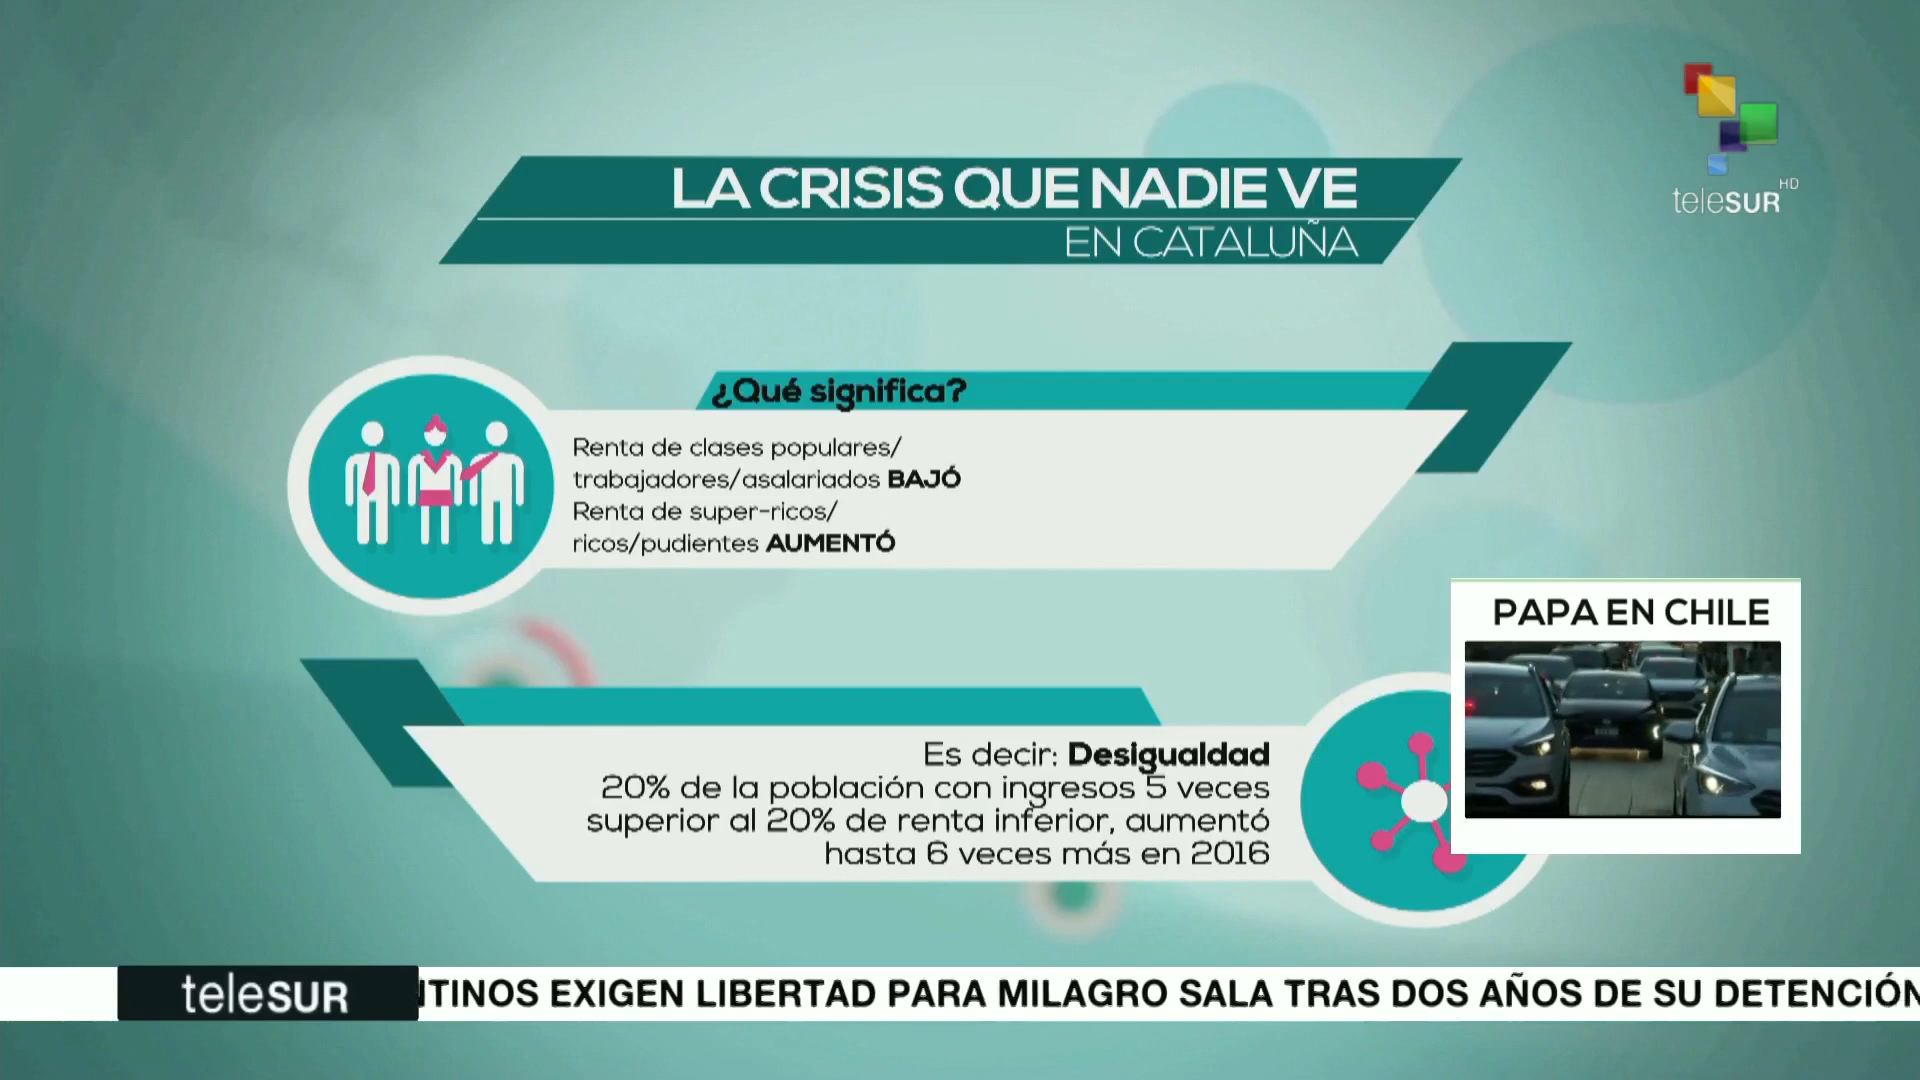 LA CRISIS QUE NADIE VE
EN CATALUÑA
teleSUR HD
¿Qué significa?
Renta de clases populares/
trabajadores/asalariados BAJÓ
Renta de super-ricos/
ricos/pudientes AUMENTÓ
PAPA EN CHILE
Es decir: Desigualdad
20% de la población con ingresos 5 veces
superior al 20% de renta inferior, aumentó
hasta 6 veces más en 2016
teleSUR
NTINOS EXIGEN LIBERTAD PARA MILAGRO SALA TRAS DOS AÑOS DE SU DETENCIÓN